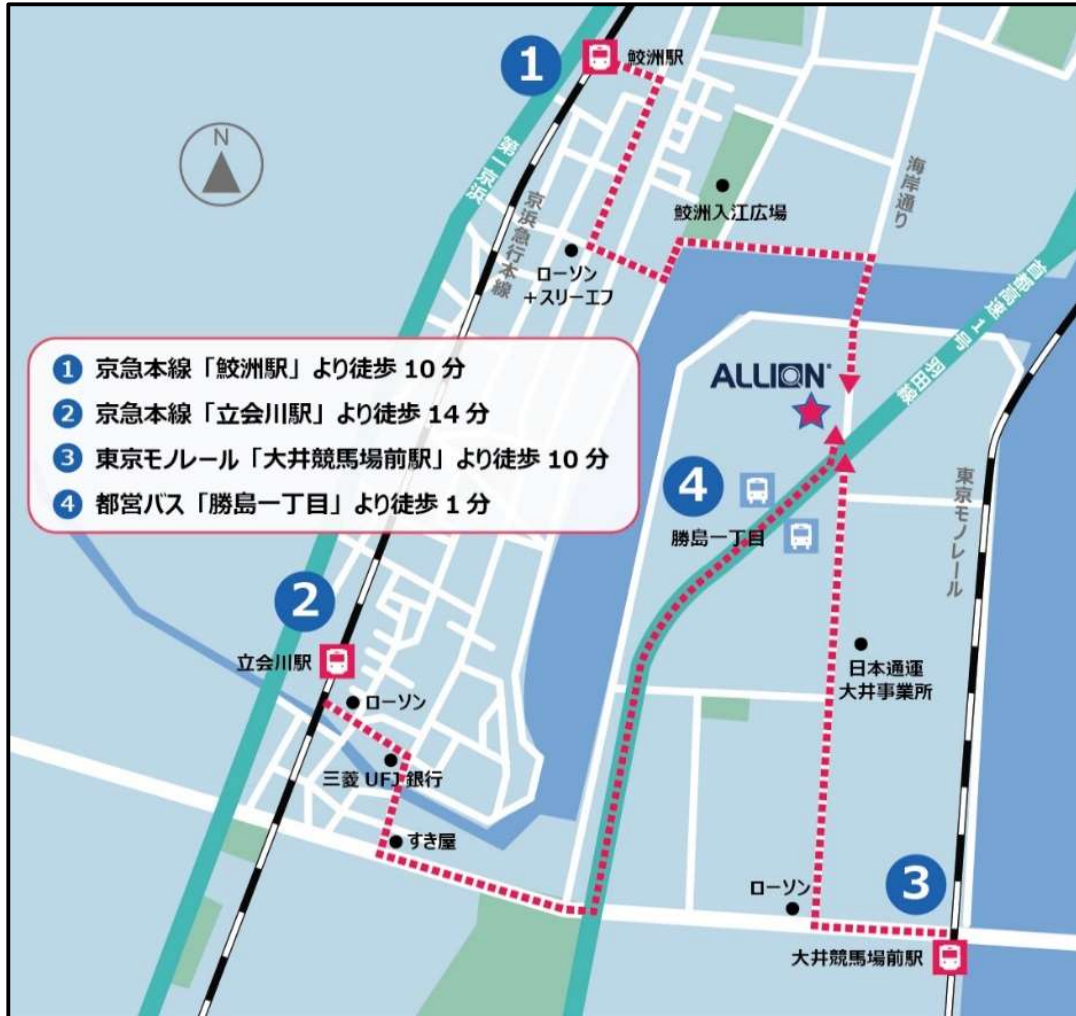 1
鮫洲駅
N
第一京浜
京浜急行本線
海岸通り
鮫洲入江広場
ローソン
+スリーエフ
首都高速1号 羽田線
1 京急本線「鮫洲駅」より徒歩 10 分
2 京急本線「立会川駅」より徒歩 14 分
3 東京モノレール「大井競馬場前駅」より徒歩 10 分
4 都営バス「勝島一丁目」より徒歩 1 分
ALLION
4
勝島一丁目
東京モノレール
2
立会川駅
ローソン
日本通運
大井事業所
三菱 UFJ 銀行
すき屋
ローソン
3
大井競馬場前駅